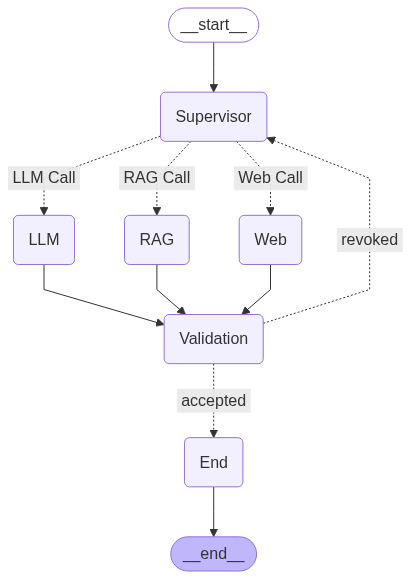 __start__
Supervisor
LLM Call
RAG Call
Web Call
LLM
RAG
Web
revoked
Validation
accepted
End
__end__